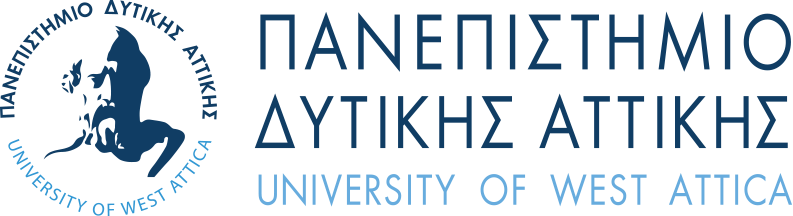 ΠΑΝΕΠΙΣΤΗΜΙΟ ΔΥΤΙΚΗΣ ΑΤΤΙΚΗΣ
UNIVERSITY OF WEST ATTICA
ΠΑΝΕΠΙΣΤΗΜΙΟ
ΔΥΤΙΚΗΣ ΑΤΤΙΚΗΣ
UNIVERSITY OF WEST ATTICA